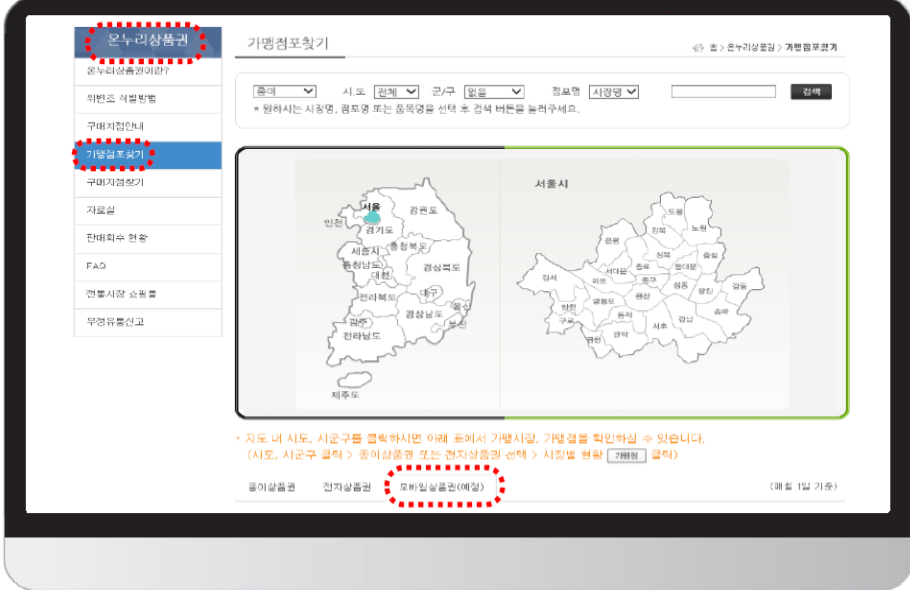 온누리상품권
온누리상품권이란?
위변조 식별방법
구매지점안내
가맹점포찾기
구매지점찾기
자료실
판매회수 현황
FAQ
전통시장 쇼핑몰
부정유통신고
가맹점포찾기
홈 > 온누리상품권 > 가맹점포찾기
종이 시.도 전체 군/구 없음 점포명 시장명 검색
* 원하시는 시장명, 점포명 또는 품목명을 선택 후 검색 버튼을 눌러주세요.
서울
인천
강원도
경기도
세종시
충청북도
충청남도
대전
경상북도
전라북도
대구
울산
경상남도
부산
광주
전라남도
제주도
서울시
도봉
강북
노원
은평
성북
중랑
종로
동대문
서대문
강서
마포
중구
성동
광진
강동
용산
양천
영등포
송파
동작
강남
구로
서초
금천
관악
* 지도 내 시도, 시군구를 클릭하시면 아래 표에서 가맹시장, 가맹점를 확인하실 수 있습니다.
(시도, 시군구 클릭 > 종이상품권 또는 전자상품권 선택 > 시장별 현황 가맹점 클릭)
종이상품권 전자상품권 모바일상품권(예정) (매월 1일 기준)